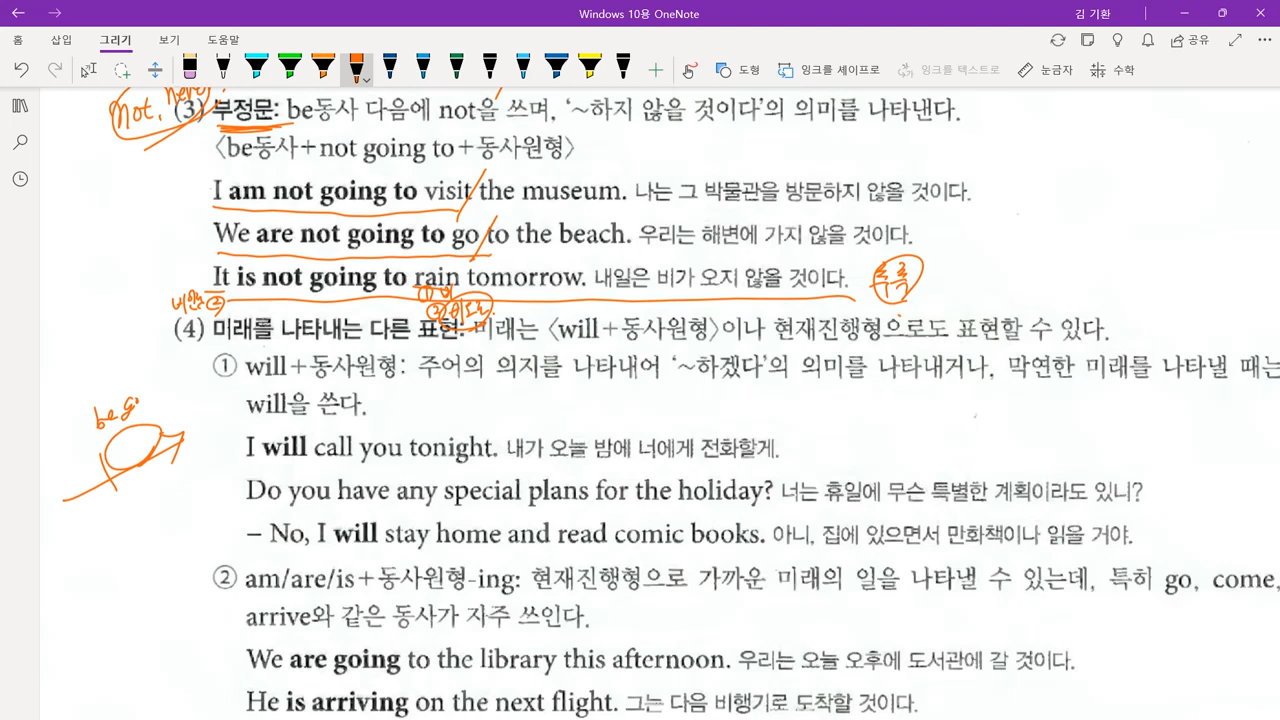 Windows 10용 OneNote
김 기환
홈 삽입 그리기 보기 도움말
공유
도형 잉크를 셰이프로 잉크를 텍스트로 눈금자 수학
not.
(3) 부정문: be동사 다음에 not을 쓰며, ‘~하지 않을 것이다’의 의미를 나타낸다.
〈be동사+not going to+동사원형〉
I am not going to visit the museum. 나는 그 박물관을 방문하지 않을 것이다.
We are not going to go to the beach. 우리는 해변에 가지 않을 것이다.
It is not going to rain tomorrow. 내일은 비가 오지 않을 것이다.
(4) 미래를 나타내는 다른 표현: 미래는 〈will+동사원형〉이나 현재진행형으로도 표현할 수 있다.
① will+동사원형: 주어의 의지를 나타내어 ‘~하겠다’의 의미를 나타내거나, 막연한 미래를 나타낼 때는
will을 쓴다.
be go
I will call you tonight. 내가 오늘 밤에 너에게 전화할게.
Do you have any special plans for the holiday? 너는 휴일에 무슨 특별한 계획이라도 있니?
– No, I will stay home and read comic books. 아니, 집에 있으면서 만화책이나 읽을 거야.
② am/are/is+동사원형-ing: 현재진행형으로 가까운 미래의 일을 나타낼 수 있는데, 특히 go, come,
arrive와 같은 동사가 자주 쓰인다.
We are going to the library this afternoon. 우리는 오늘 오후에 도서관에 갈 것이다.
He is arriving on the next flight. 그는 다음 비행기로 도착할 것이다.